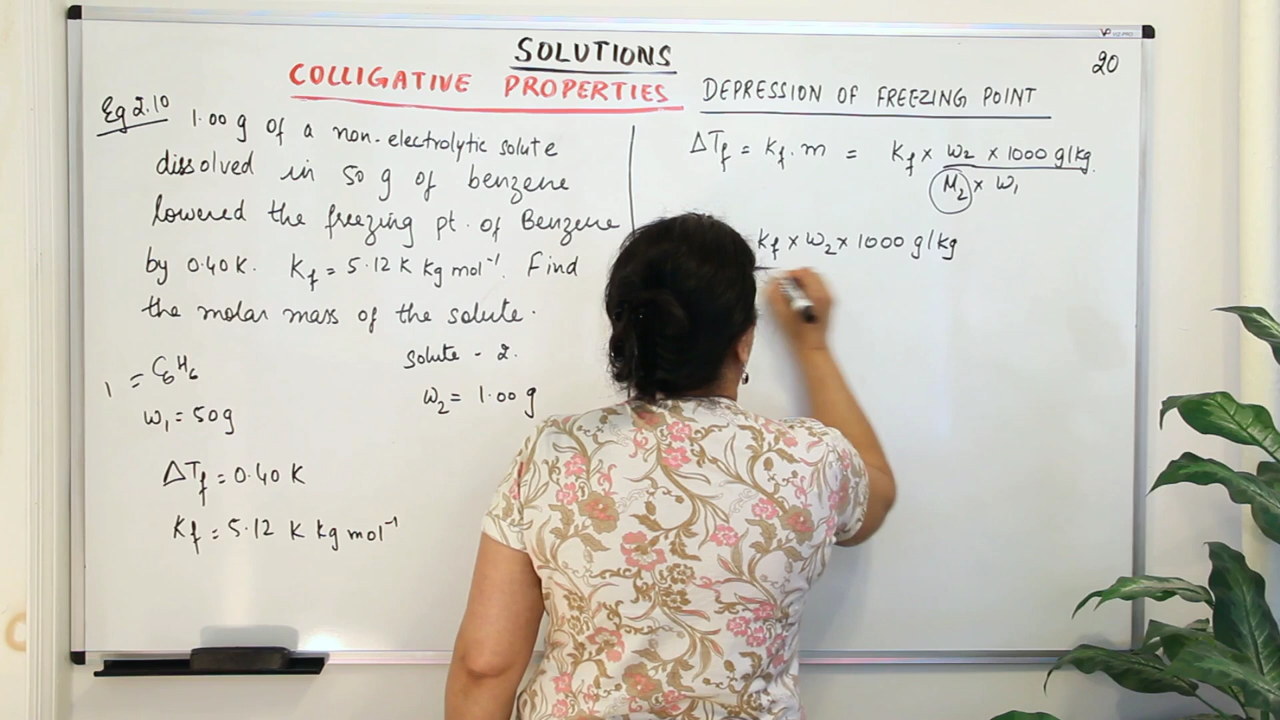 VIZ-PRO
SOLUTIONS
20
COLLIGATIVE PROPERTIES
DEPRESSION OF FREEZING POINT
Eg 2.10
1.00 g of a non-electrolytic solute
dissolved in 50 g of benzene
lowered the freezing pt. of Benzene
by 0.40 K. Kf = 5.12 K Kg mol⁻¹. Find
the molar mass of the solute.
1 = C₆H₆
w₁ = 50g
ΔTf = 0.40 K
Kf = 5.12 K kg mol⁻¹
solute - 2.
w₂ = 1.00 g
ΔTf = Kf . m = Kf × w₂ × 1000 g/kg.
M₂ × w₁
Kf × w₂ × 1000 g/kg